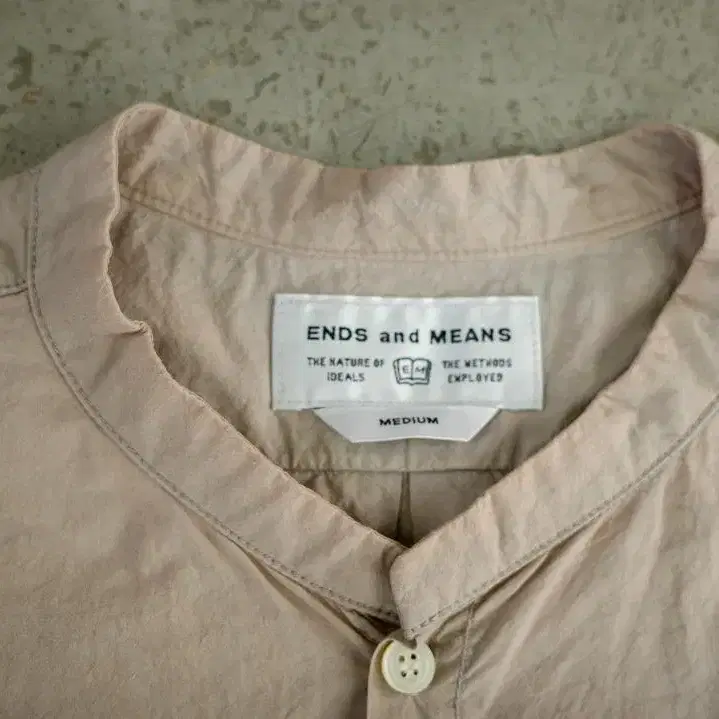 ENDS and MEANS
THE NATURE OF IDEALS
E M
THE METHODS EMPLOYED
MEDIUM